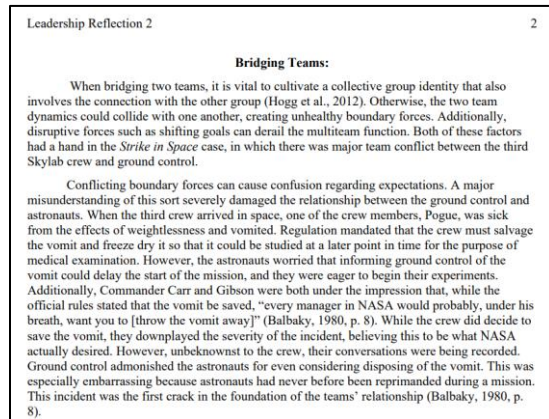 Leadership Reflection 2 2
Bridging Teams:
When bridging two teams, it is vital to cultivate a collective group identity that also
involves the connection with the other group (Hogg et al., 2012). Otherwise, the two team
dynamics could collide with one another, creating unhealthy boundary forces. Additionally,
disruptive forces such as shifting goals can derail the multiteam function. Both of these factors
had a hand in the Strike in Space case, in which there was major team conflict between the third
Skylab crew and ground control.
Conflicting boundary forces can cause confusion regarding expectations. A major
misunderstanding of this sort severely damaged the relationship between the ground control and
astronauts. When the third crew arrived in space, one of the crew members, Pogue, was sick
from the effects of weightlessness and vomited. Regulation mandated that the crew must salvage
the vomit and freeze dry it so that it could be studied at a later point in time for the purpose of
medical examination. However, the astronauts worried that informing ground control of the
vomit could delay the start of the mission, and they were eager to begin their experiments.
Additionally, Commander Carr and Gibson were both under the impression that, while the
official rules stated that the vomit be saved, “every manager in NASA would probably, under his
breath, want you to [throw the vomit away]” (Balbaky, 1980, p. 8). While the crew did decide to
save the vomit, they downplayed the severity of the incident, believing this to be what NASA
actually desired. However, unbeknownst to the crew, their conversations were being recorded.
Ground control admonished the astronauts for even considering disposing of the vomit. This was
especially embarrassing because astronauts had never before been reprimanded during a mission.
This incident was the first crack in the foundation of the teams’ relationship (Balbaky, 1980, p.
8).